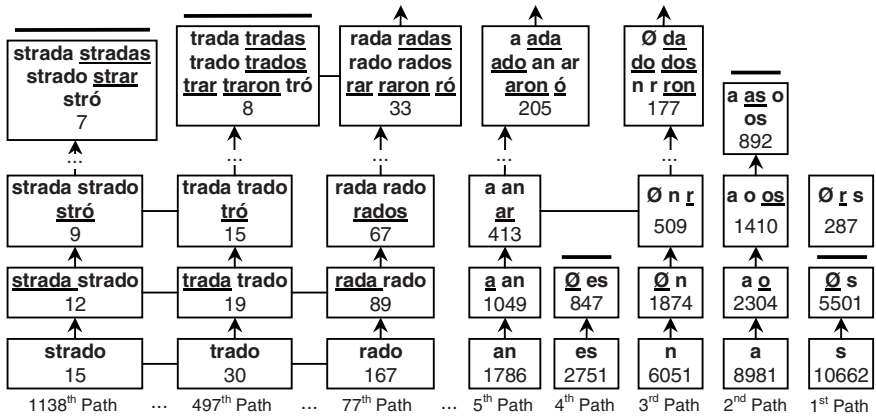 strada stradas
strado strar
stró
7
trada tradas
trado trados
trar traron tró
8
rada radas
rado rados
rar raron ró
33
a ada
ado an ar
aron ó
205
Ø da
do dos
n r ron
177
a as o
os
892
... ... ... ... ...
strada strado
stró
9
trada trado
tró
15
rada rado
rados
67
a an
ar
413
Ø n r
509
a o os
1410
Ø r s
287
strada strado
12
trada trado
19
rada rado
89
a an
1049
Ø es
847
Ø n
1874
a o
2304
Ø s
5501
strado
15
trado
30
rado
167
an
1786
es
2751
n
6051
a
8981
s
10662
1138th Path ... 497th Path ... 77th Path ... 5th Path 4th Path 3rd Path 2nd Path 1st Path